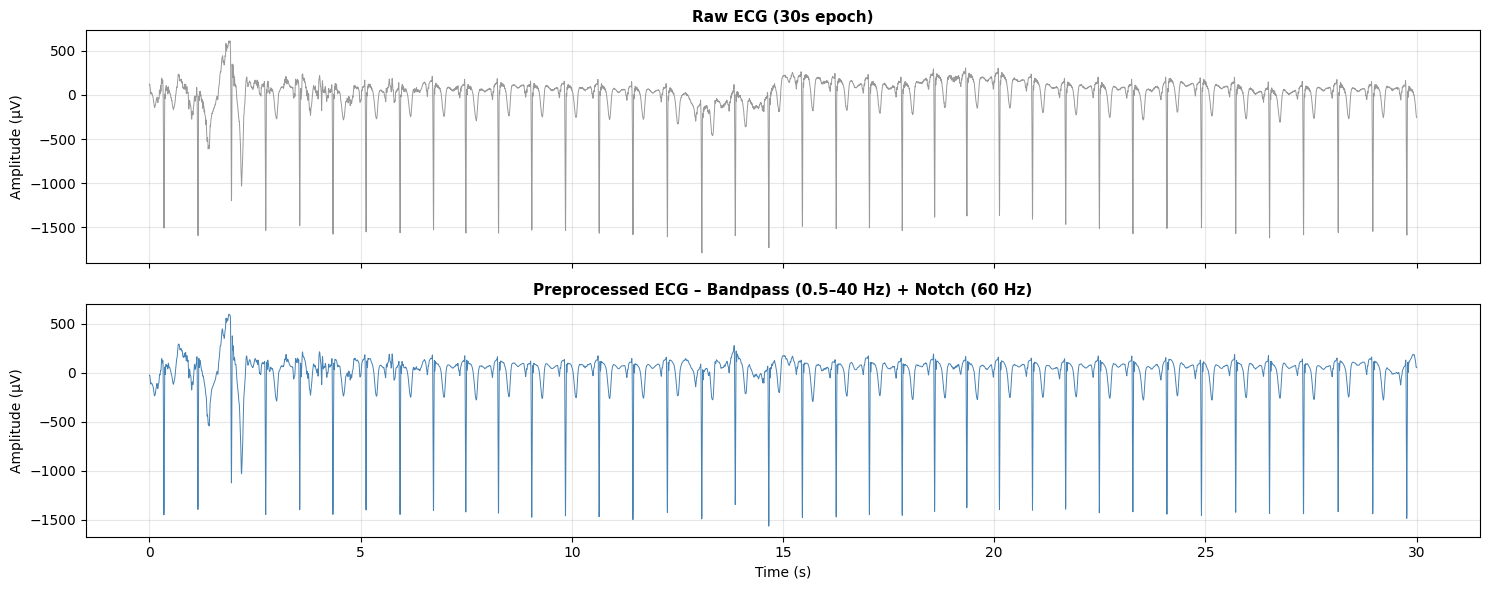 Raw ECG (30s epoch)
Amplitude (µV)
500
0
−500
−1000
−1500
Preprocessed ECG – Bandpass (0.5–40 Hz) + Notch (60 Hz)
Amplitude (µV)
500
0
−500
−1000
−1500
0 5 10 15 20 25 30
Time (s)